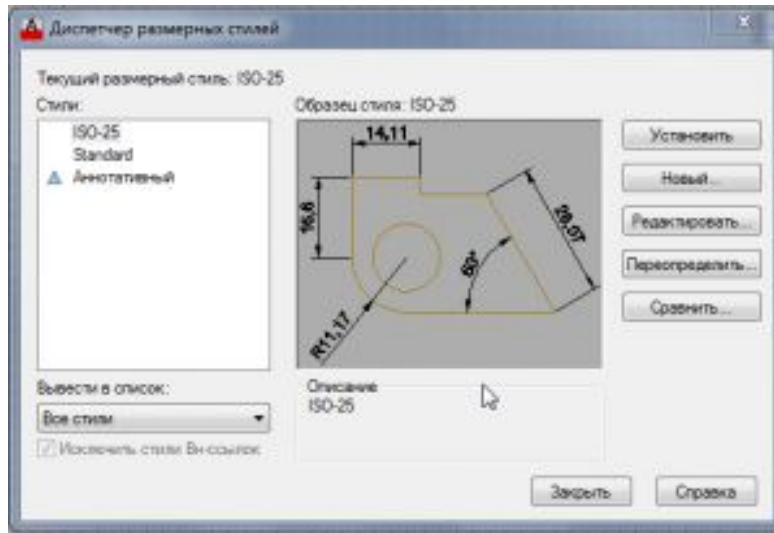 Диспетчер размерных стилей
Текущий размерный стиль: ISO-25
Стили:
ISO-25
Standard
Аннотативный
Образец стиля: ISO-25
14,11
16,6
28,07
60°
R11,17
Установить
Новый...
Редактировать...
Переопределить...
Сравнить...
Вывести в список:
Все стили
Исключить стили Вн-ссылок
Описание
ISO-25
Закрыть
Справка